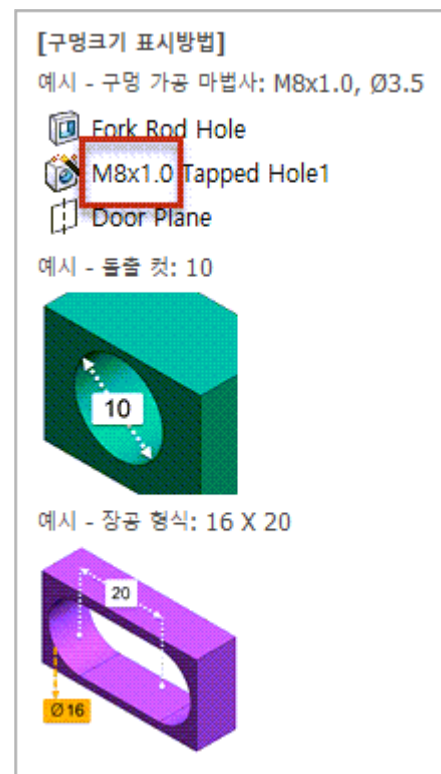 [구멍크기 표시방법]
예시 - 구멍 가공 마법사: M8x1.0, Ø3.5
Fork Rod Hole
M8x1.0 Tapped Hole1
Door Plane
예시 - 돌출 컷: 10
10
예시 - 장공 형식: 16 X 20
20
Ø16